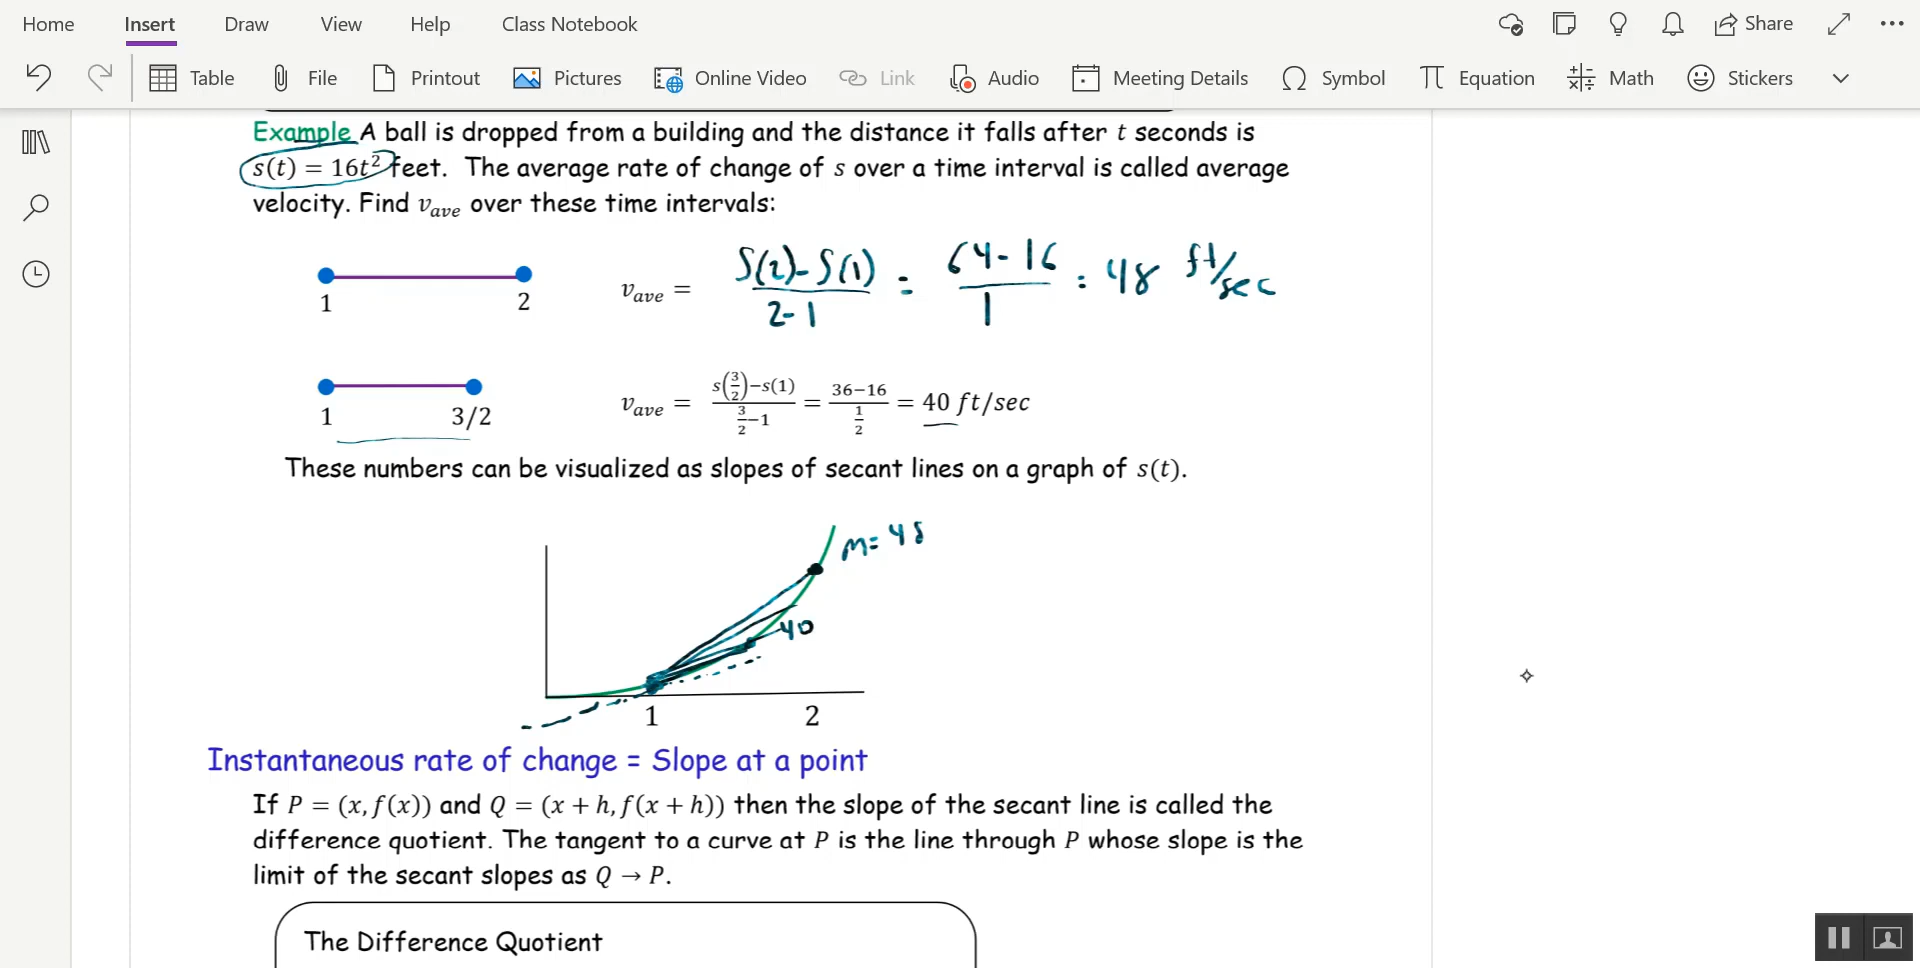 Home Insert Draw View Help Class Notebook Share
Table File Printout Pictures Online Video Link Audio Meeting Details Symbol Equation Math Stickers
Example A ball is dropped from a building and the distance it falls after t seconds is
s(t) = 16t² feet. The average rate of change of s over a time interval is called average
velocity. Find v_ave over these time intervals:
1 2 v_ave = S(2)-S(1) / 2-1 = 64-16 / 1 = 48 ft/sec
1 3/2 v_ave = s(3/2)−s(1) / 3/2−1 = 36−16 / 1/2 = 40 ft/sec
These numbers can be visualized as slopes of secant lines on a graph of s(t).
m=48
40
1 2
Instantaneous rate of change = Slope at a point
If P = (x, f(x)) and Q = (x + h, f(x + h)) then the slope of the secant line is called the
difference quotient. The tangent to a curve at P is the line through P whose slope is the
limit of the secant slopes as Q → P.
The Difference Quotient